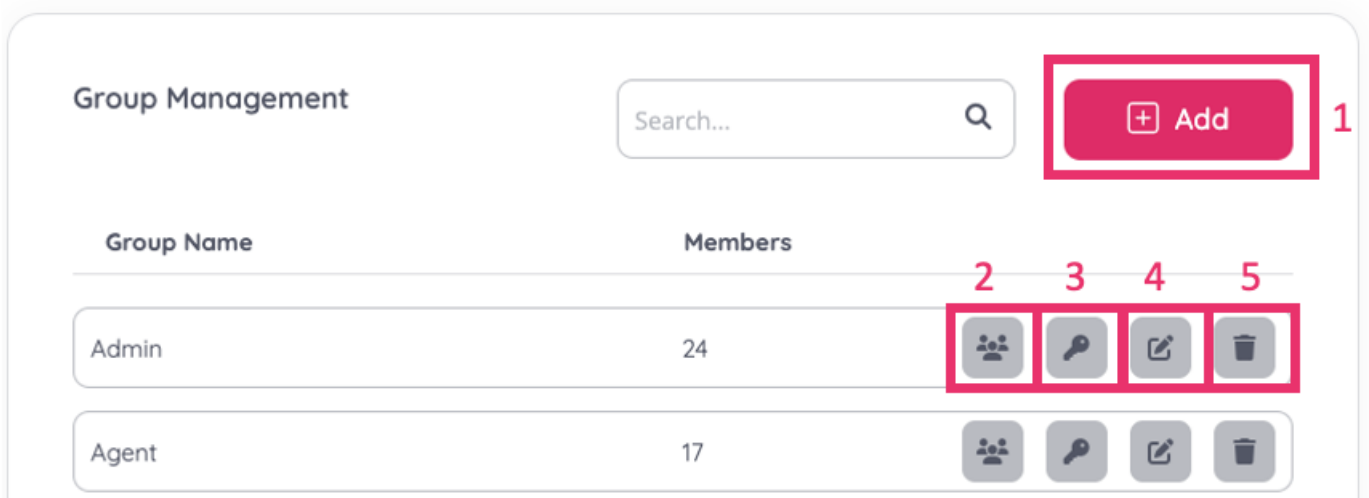 Group Management
Search...
Add
1
Group Name Members
2 3 4 5
Admin 24
Agent 17